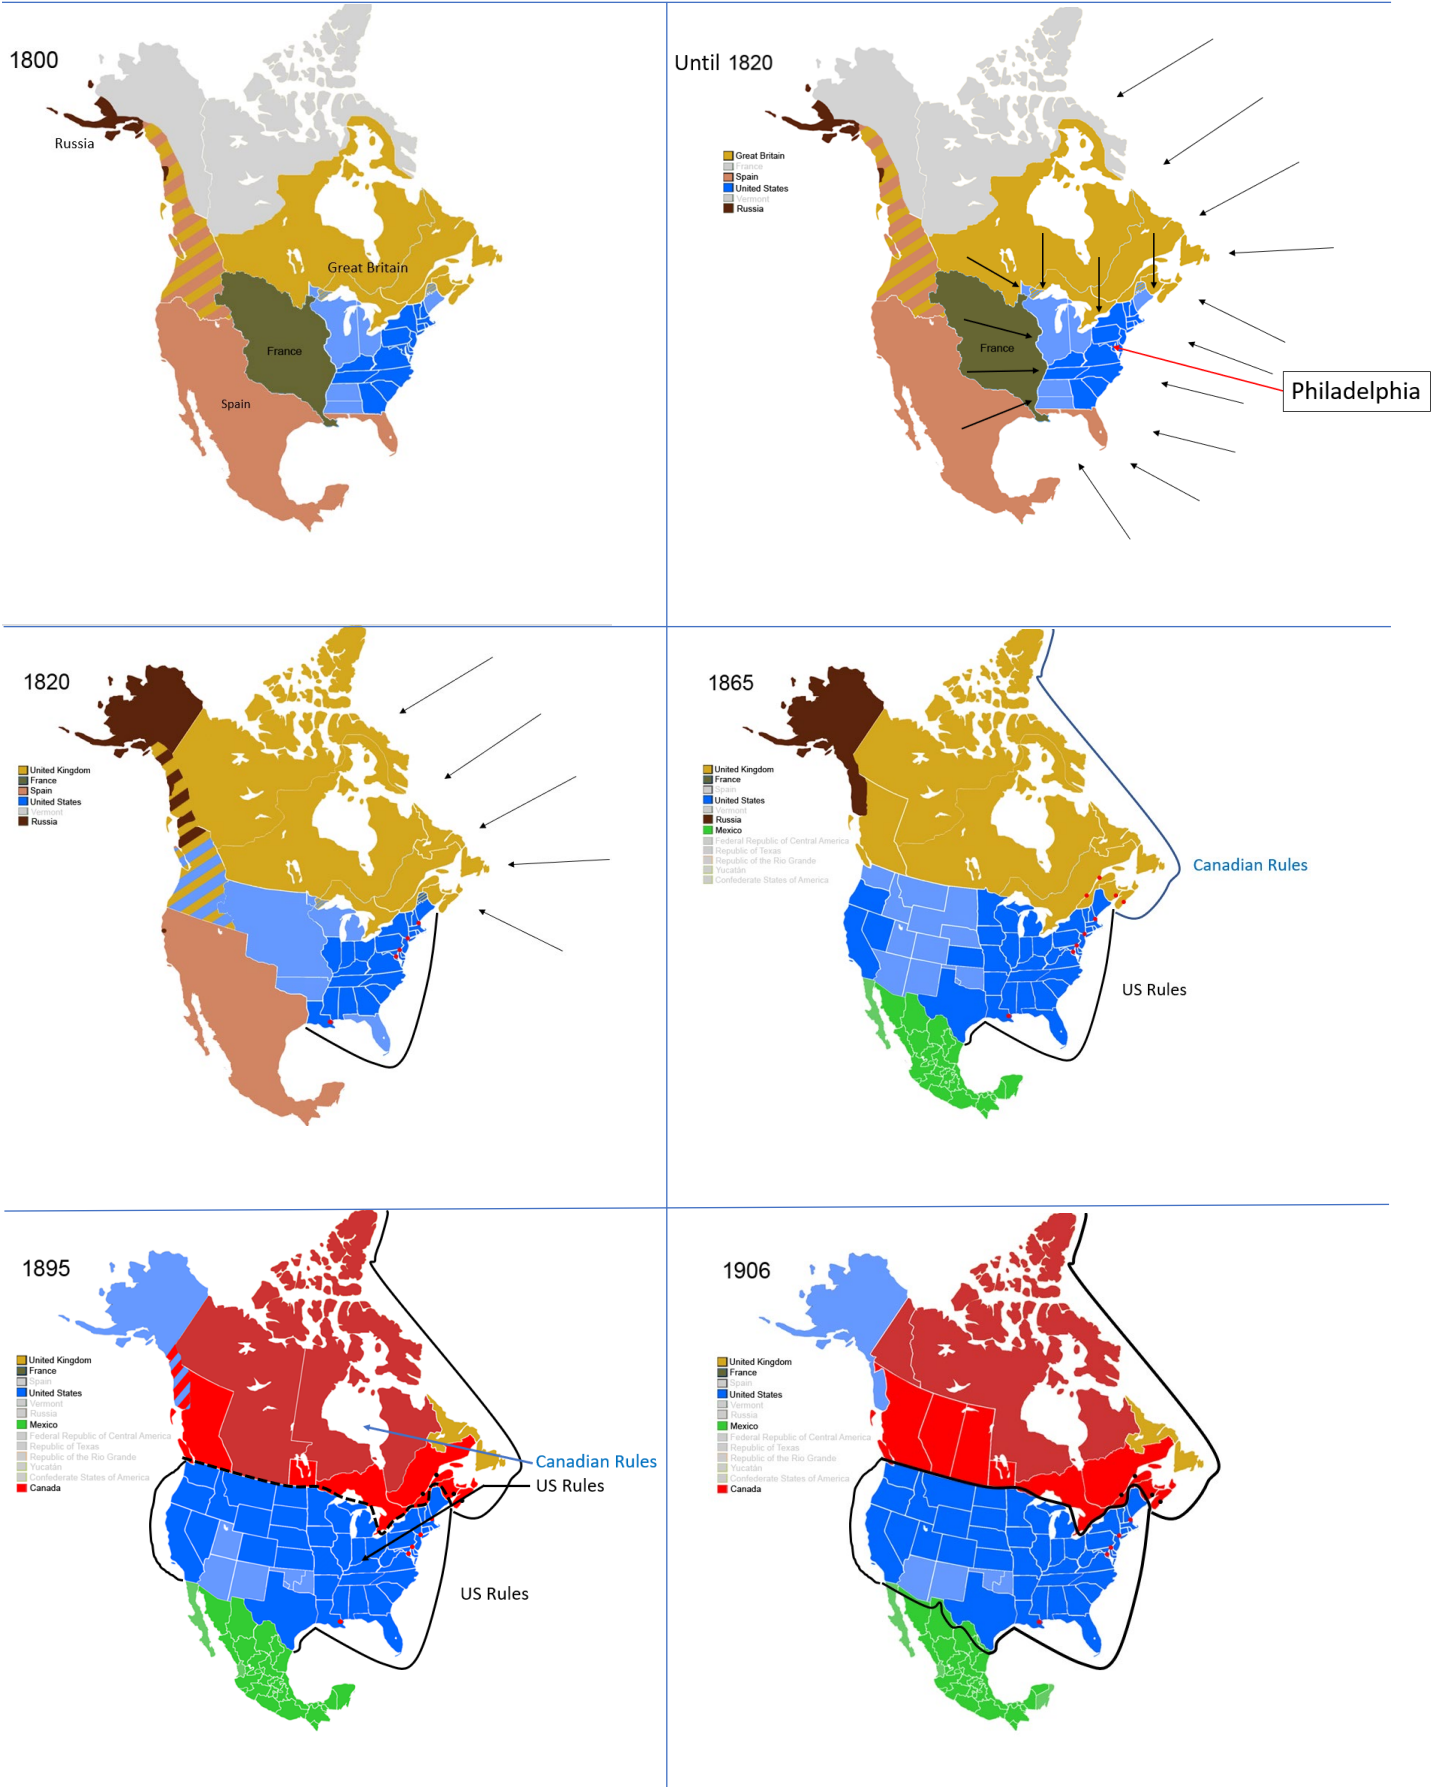 1800
Russia
Great Britain
France
Spain
Until 1820
Great Britain
France
Spain
United States
Vermont
Russia
France
Philadelphia
1820
United Kingdom
France
Spain
United States
Vermont
Russia
1865
United Kingdom
France
Spain
United States
Vermont
Russia
Mexico
Federal Republic of Central America
Republic of Texas
Republic of the Rio Grande
Yucatán
Confederate States of America
Canadian Rules
US Rules
1895
United Kingdom
France
Spain
United States
Vermont
Russia
Mexico
Federal Republic of Central America
Republic of Texas
Republic of the Rio Grande
Yucatán
Confederate States of America
Canada
Canadian Rules
US Rules
US Rules
1906
United Kingdom
France
Spain
United States
Vermont
Russia
Mexico
Federal Republic of Central America
Republic of Texas
Republic of the Rio Grande
Yucatán
Confederate States of America
Canada